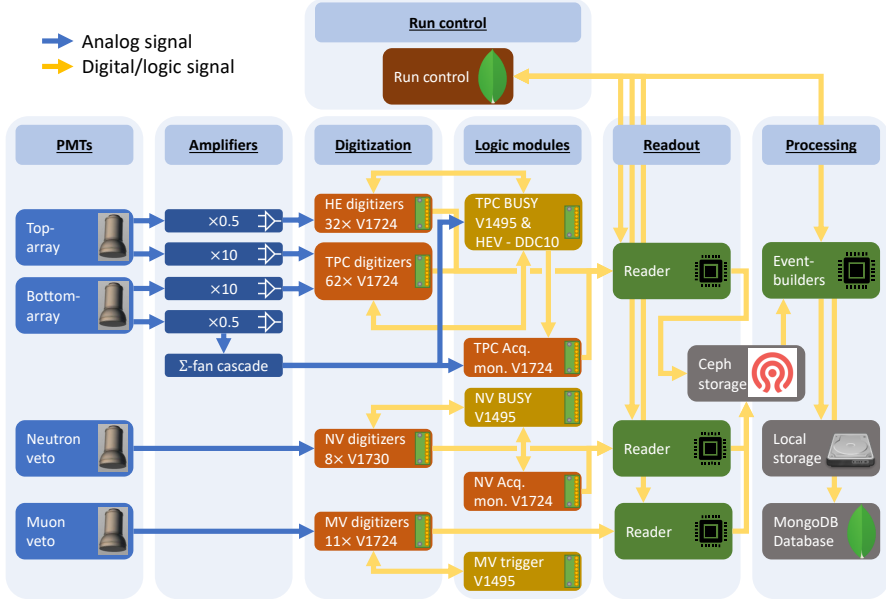 Run control
Analog signal
Digital/logic signal
Run control
PMTs
Amplifiers
Digitization
Logic modules
Readout
Processing
Top-
array
Bottom-
array
Neutron
veto
Muon
veto
×0.5
×10
×10
×0.5
Σ-fan cascade
HE digitizers
32× V1724
TPC digitizers
62× V1724
NV digitizers
8× V1730
MV digitizers
11× V1724
TPC BUSY
V1495 &
HEV - DDC10
TPC Acq.
mon. V1724
NV BUSY
V1495
NV Acq.
mon. V1724
MV trigger
V1495
Reader
Reader
Reader
Event-
builders
Ceph
storage
Local
storage
MongoDB
Database